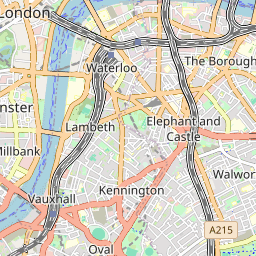 London
Waterloo
The Borough
nster
Lambeth
Elephant and
Castle
Millbank
Walwor
Kennington
Vauxhall
A215
Oval